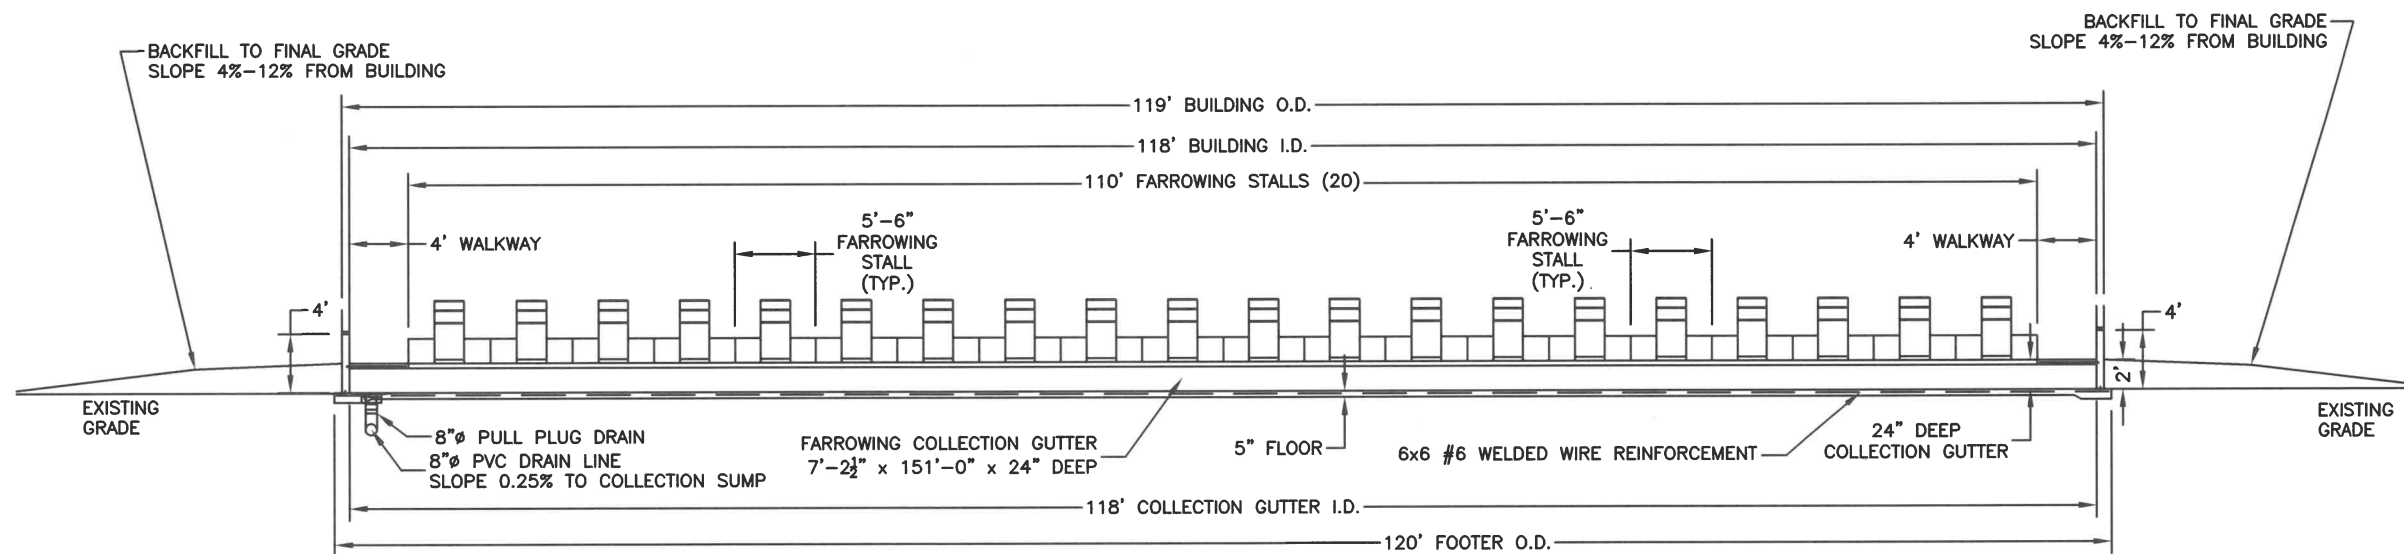 BACKFILL TO FINAL GRADE
SLOPE 4%-12% FROM BUILDING
BACKFILL TO FINAL GRADE
SLOPE 4%-12% FROM BUILDING
119' BUILDING O.D.
118' BUILDING I.D.
110' FARROWING STALLS (20)
4' WALKWAY
5'-6"
FARROWING
STALL
(TYP.)
5'-6"
FARROWING
STALL
(TYP.)
4' WALKWAY
4'
4'
2'
EXISTING
GRADE
EXISTING
GRADE
8"ø PULL PLUG DRAIN
8"ø PVC DRAIN LINE
SLOPE 0.25% TO COLLECTION SUMP
FARROWING COLLECTION GUTTER
7'-2½" x 151'-0" x 24" DEEP
5" FLOOR
6x6 #6 WELDED WIRE REINFORCEMENT
24" DEEP
COLLECTION GUTTER
118' COLLECTION GUTTER I.D.
120' FOOTER O.D.